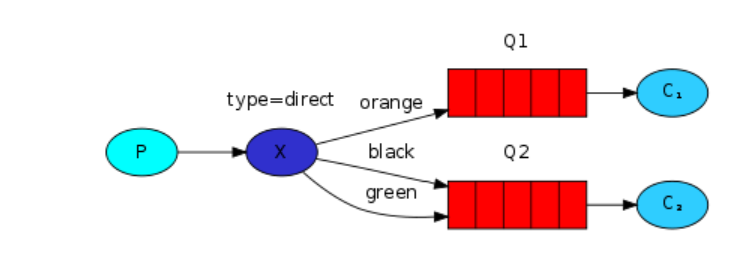 Q1
type=direct
orange
C₁
P
X
black
Q2
green
C₂